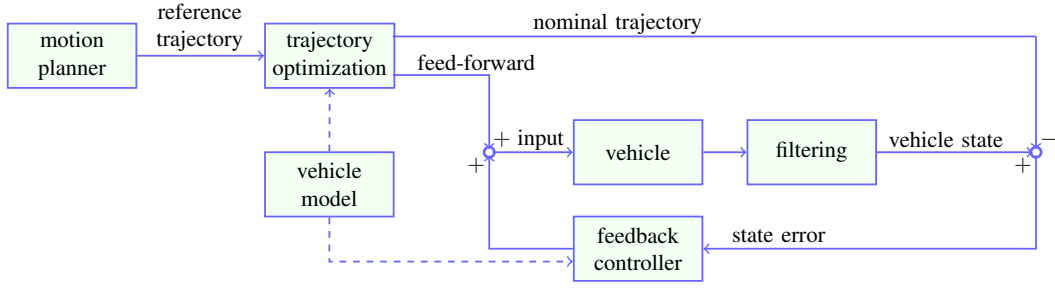 motion
planner
reference
trajectory
trajectory
optimization
nominal trajectory
feed-forward
+ input
+
vehicle
filtering
vehicle state
−
+
vehicle
model
feedback
controller
state error